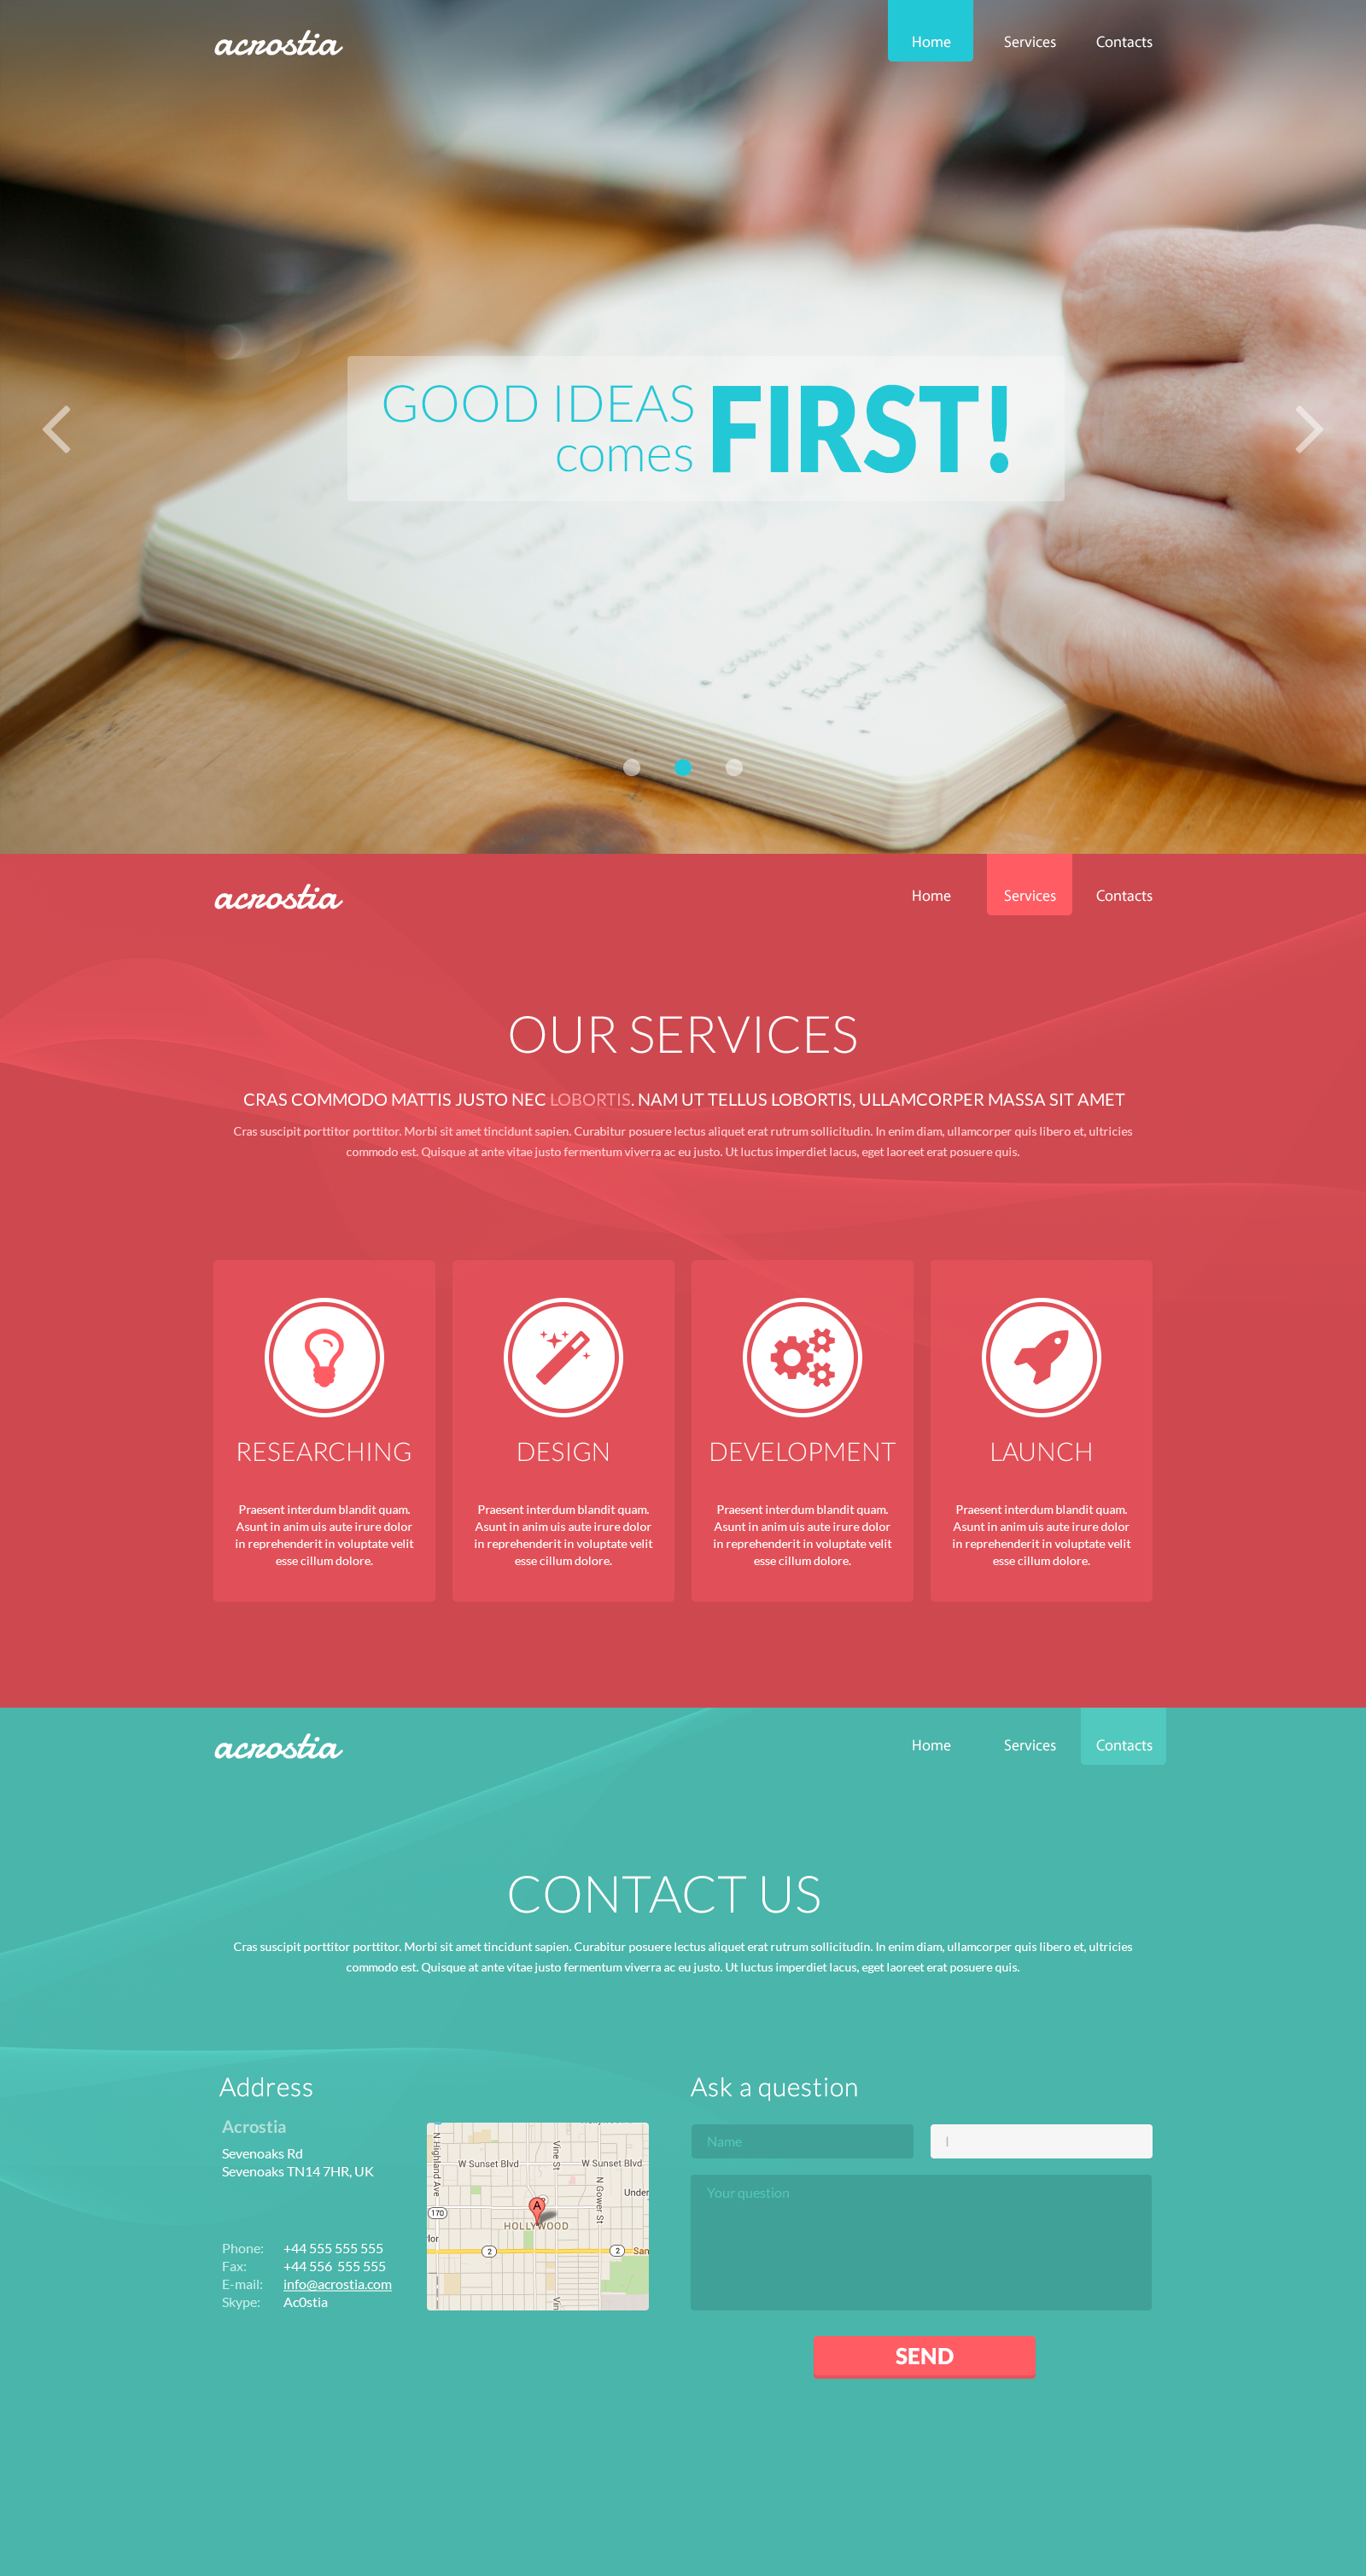 acrostia
Home Services Contacts
GOOD IDEAS
comes
FIRST!
acrostia
Home Services Contacts
OUR SERVICES
CRAS COMMODO MATTIS JUSTO NEC LOBORTIS. NAM UT TELLUS LOBORTIS, ULLAMCORPER MASSA SIT AMET
Cras suscipit porttitor porttitor. Morbi sit amet tincidunt sapien. Curabitur posuere lectus aliquet erat rutrum sollicitudin. In enim diam, ullamcorper quis libero et, ultricies
commodo est. Quisque at ante vitae justo fermentum viverra ac eu justo. Ut luctus imperdiet lacus, eget laoreet erat posuere quis.
RESEARCHING
Praesent interdum blandit quam.
Asunt in anim uis aute irure dolor
in reprehenderit in voluptate velit
esse cillum dolore.
DESIGN
Praesent interdum blandit quam.
Asunt in anim uis aute irure dolor
in reprehenderit in voluptate velit
esse cillum dolore.
DEVELOPMENT
Praesent interdum blandit quam.
Asunt in anim uis aute irure dolor
in reprehenderit in voluptate velit
esse cillum dolore.
LAUNCH
Praesent interdum blandit quam.
Asunt in anim uis aute irure dolor
in reprehenderit in voluptate velit
esse cillum dolore.
acrostia
Home Services Contacts
CONTACT US
Cras suscipit porttitor porttitor. Morbi sit amet tincidunt sapien. Curabitur posuere lectus aliquet erat rutrum sollicitudin. In enim diam, ullamcorper quis libero et, ultricies
commodo est. Quisque at ante vitae justo fermentum viverra ac eu justo. Ut luctus imperdiet lacus, eget laoreet erat posuere quis.
Address
Acrostia
Sevenoaks Rd
Sevenoaks TN14 7HR, UK
Phone: +44 555 555 555
Fax: +44 556 555 555
E-mail: info@acrostia.com
Skype: Ac0stia
N Highland Ave
Vine St
W Sunset Blvd
W Sunset Blvd
N Gower St
Under
A
170
HOLLYWOOD
Hor
2
2
San
Vin
Ask a question
Name
Your question
SEND